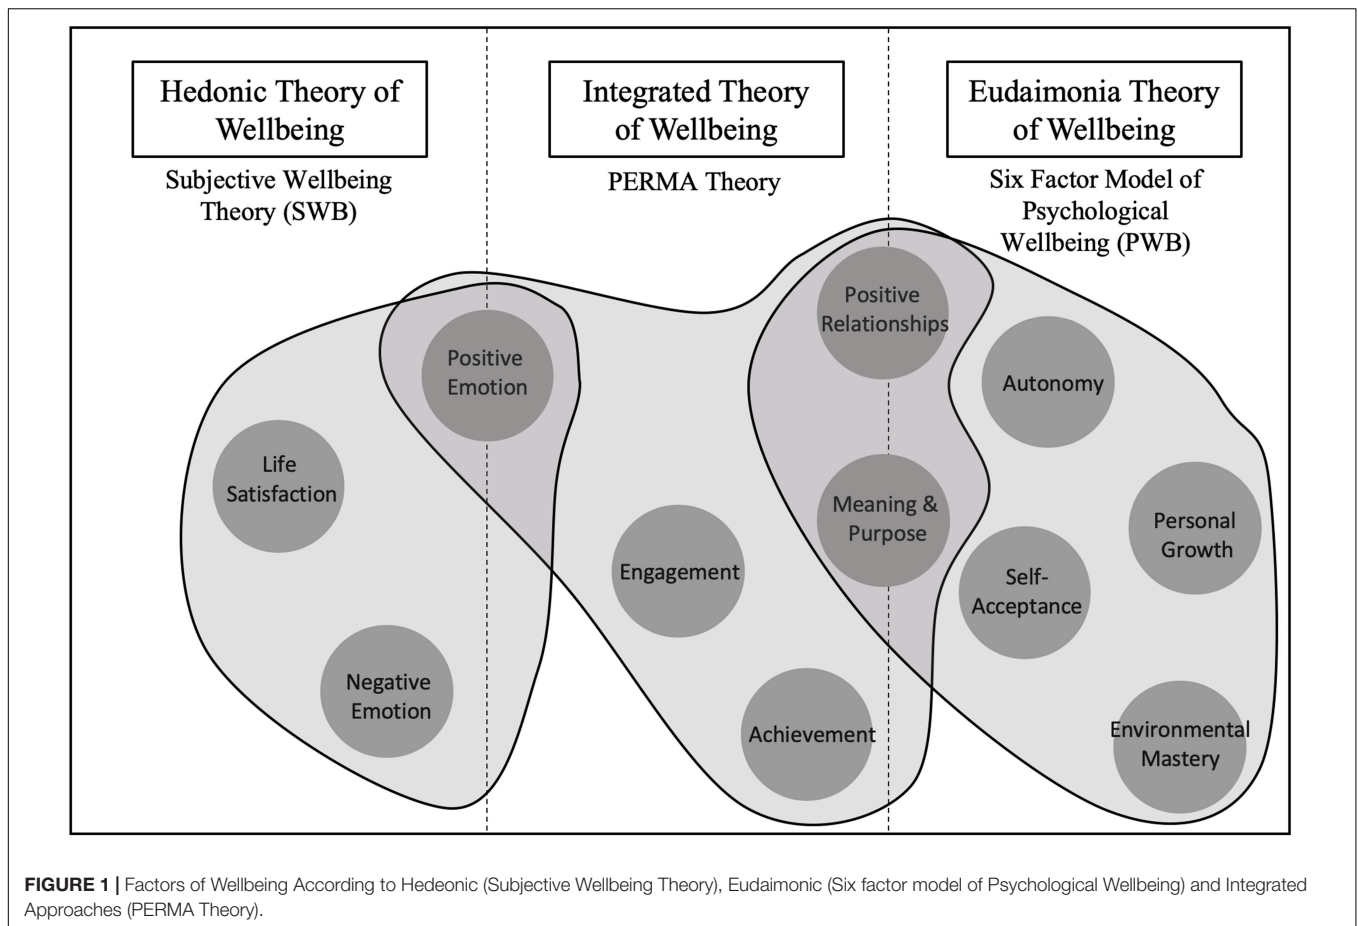 Hedonic Theory of
Wellbeing
Subjective Wellbeing
Theory (SWB)
Integrated Theory
of Wellbeing
PERMA Theory
Eudaimonia Theory
of Wellbeing
Six Factor Model of
Psychological
Wellbeing (PWB)
Positive
Emotion
Life
Satisfaction
Negative
Emotion
Engagement
Achievement
Positive
Relationships
Meaning &
Purpose
Autonomy
Personal
Growth
Self-
Acceptance
Environmental
Mastery
FIGURE 1 | Factors of Wellbeing According to Hedeonic (Subjective Wellbeing Theory), Eudaimonic (Six factor model of Psychological Wellbeing) and Integrated
Approaches (PERMA Theory).